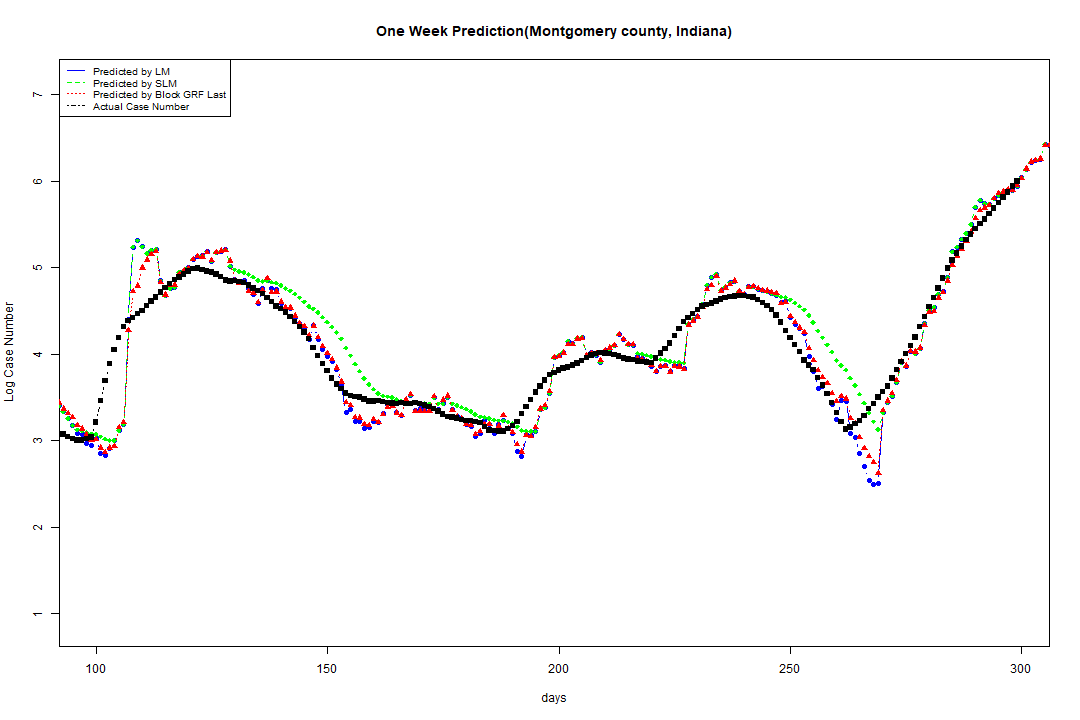 One Week Prediction(Montgomery county, Indiana)
Predicted by LM
Predicted by SLM
Predicted by Block GRF Last
Actual Case Number
7
6
5
4
3
2
1
Log Case Number
100 150 200 250 300
days